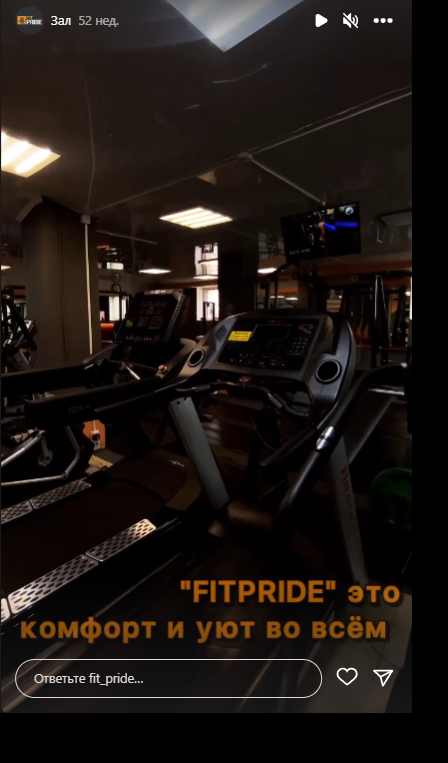 FIT
PRIDE
Зал 52 нед.
"FITPRIDE" это
комфорт и уют во всём
Ответьте fit_pride...